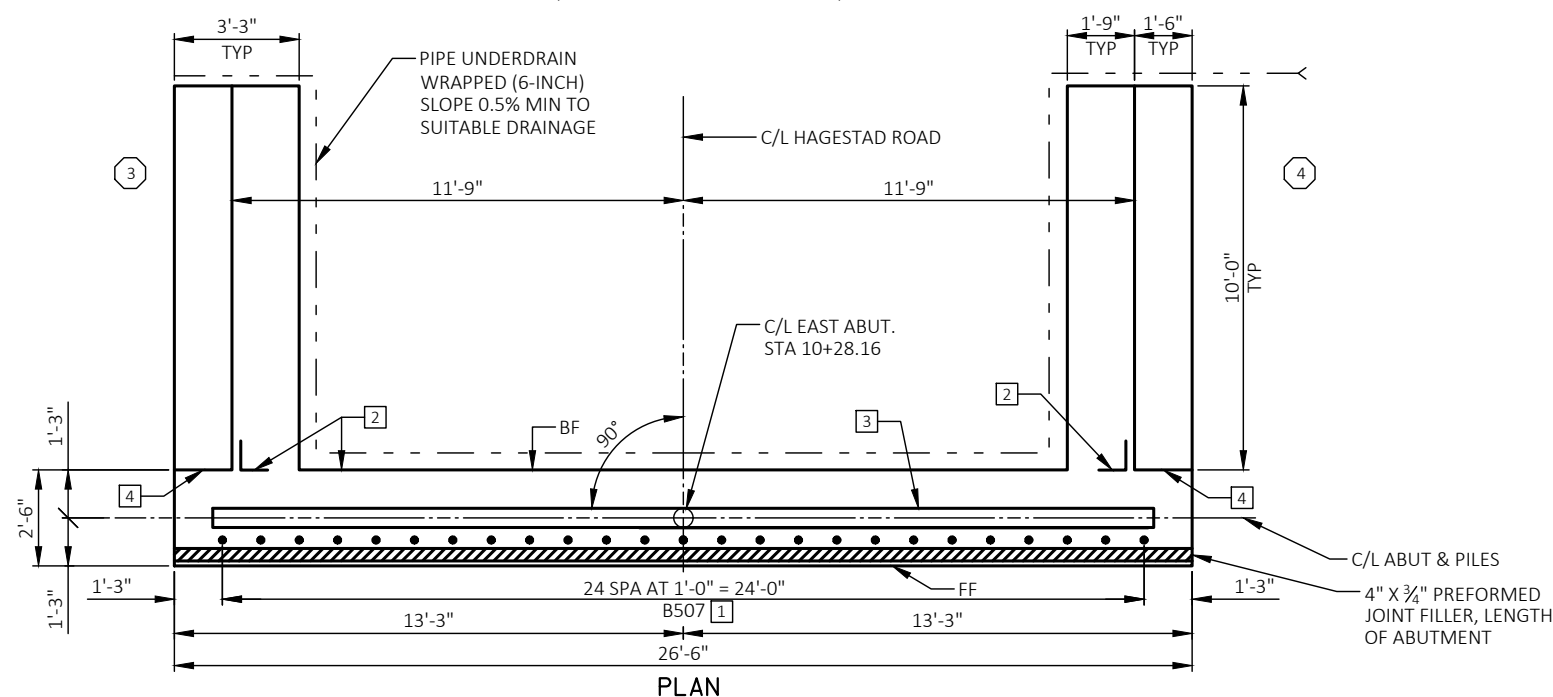 3'-3"
TYP
1'-9"
TYP
1'-6"
TYP
PIPE UNDERDRAIN
WRAPPED (6-INCH)
SLOPE 0.5% MIN TO
SUITABLE DRAINAGE
C/L HAGESTAD ROAD
3
4
11'-9"
11'-9"
10'-0"
TYP
C/L EAST ABUT.
STA 10+28.16
2
2
3
BF
90°
1'-3"
4
4
2'-6"
1'-3"
C/L ABUT & PILES
1'-3"
24 SPA AT 1'-0" = 24'-0"
B507 1
FF
1'-3"
4" X ¾" PREFORMED
JOINT FILLER, LENGTH
OF ABUTMENT
13'-3"
13'-3"
26'-6"
PLAN